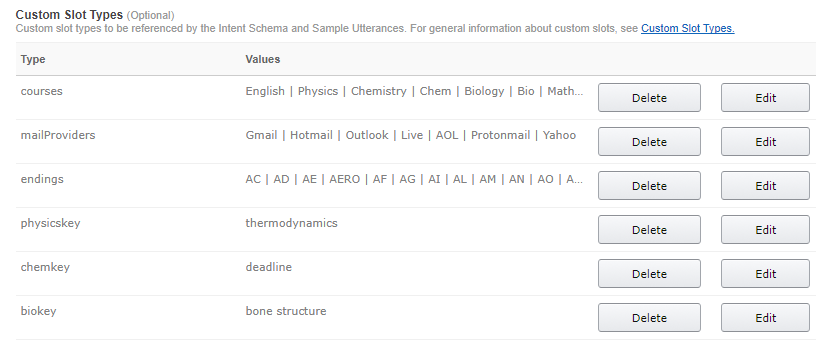 Custom Slot Types (Optional)
Custom slot types to be referenced by the Intent Schema and Sample Utterances. For general information about custom slots, see Custom Slot Types.
Type Values
courses English | Physics | Chemistry | Chem | Biology | Bio | Math... Delete Edit
mailProviders Gmail | Hotmail | Outlook | Live | AOL | Protonmail | Yahoo Delete Edit
endings AC | AD | AE | AERO | AF | AG | AI | AL | AM | AN | AO | A... Delete Edit
physicskey thermodynamics Delete Edit
chemkey deadline Delete Edit
biokey bone structure Delete Edit